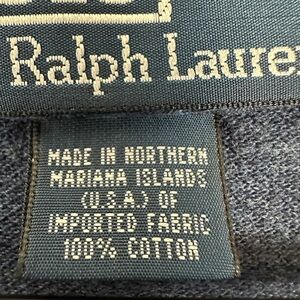 Ralph Laure
MADE IN NORTHERN
MARIANA ISLANDS
(U.S.A.) OF
IMPORTED FABRIC
100% COTTON